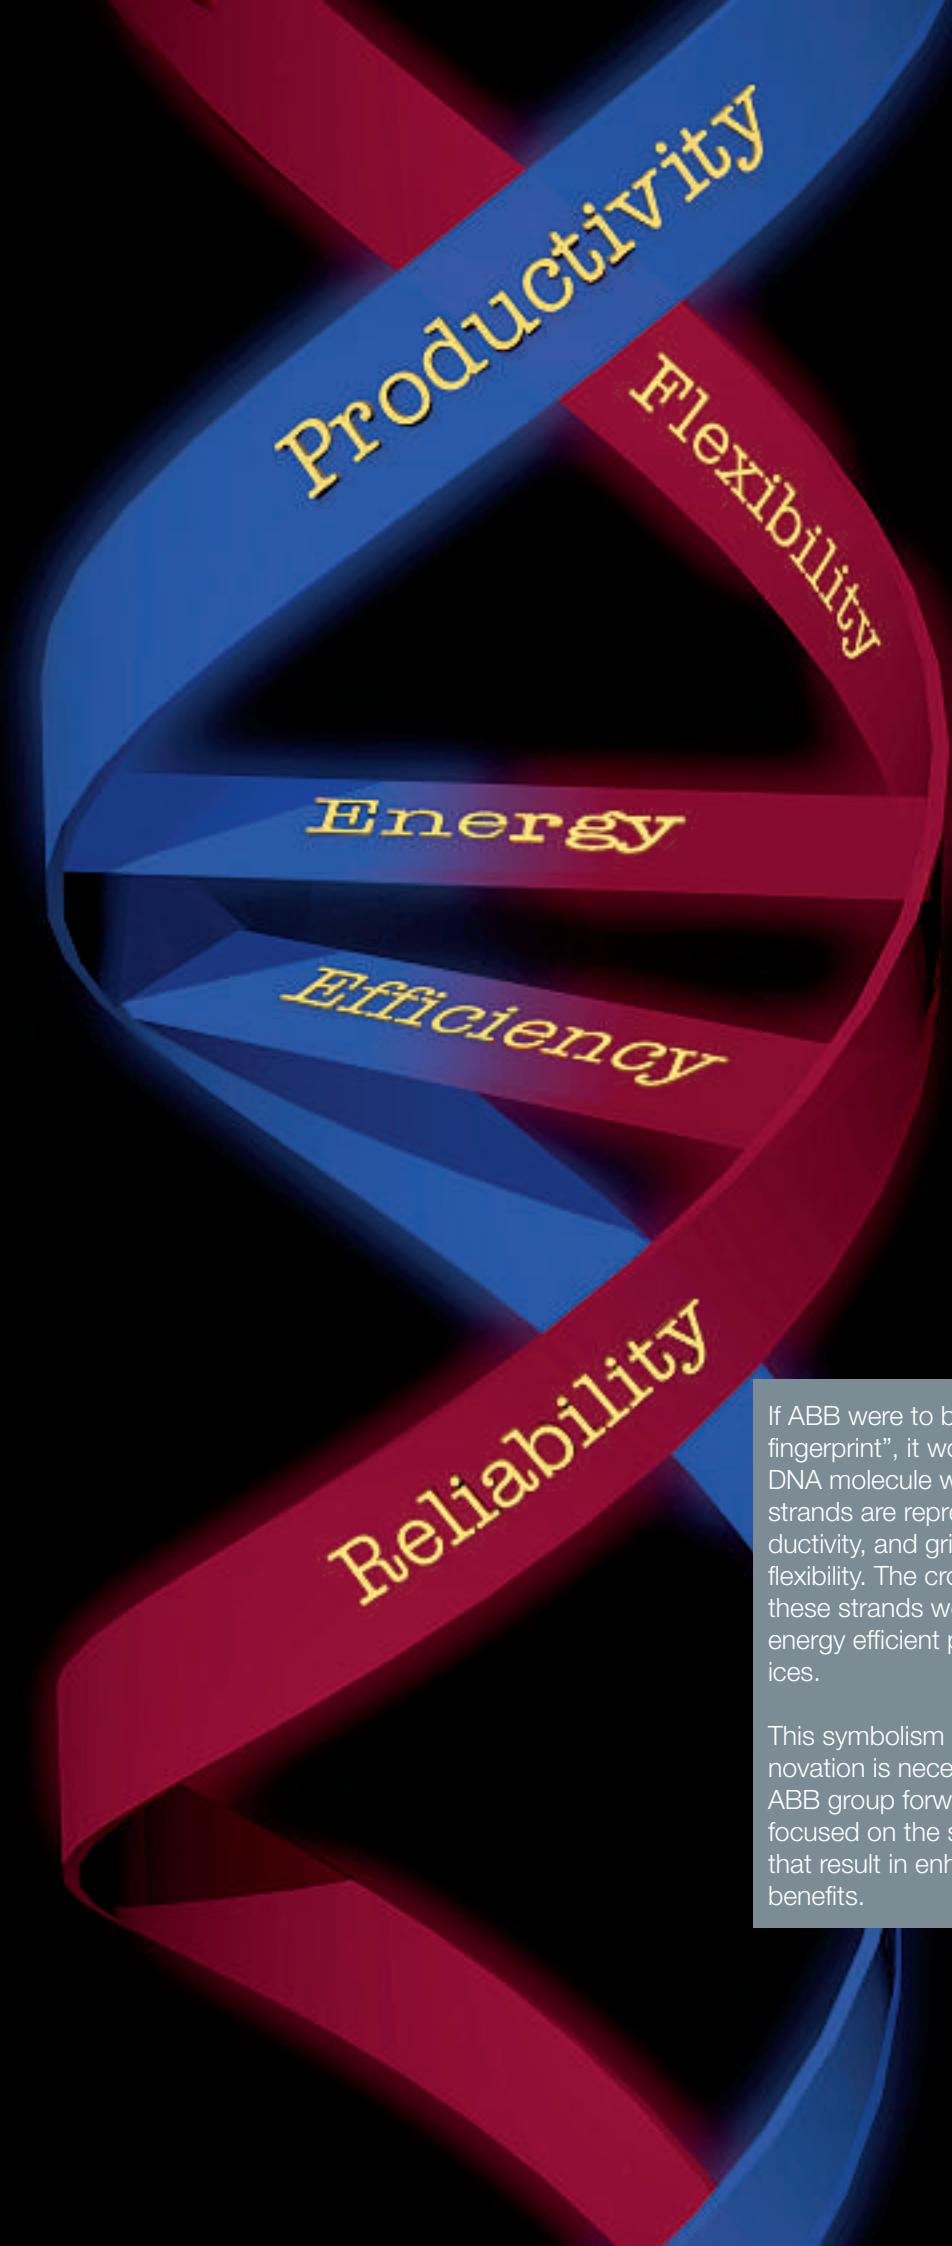 Productivity
Flexibility
Energy
Efficiency
Reliability
If ABB were to b
fingerprint”, it wo
DNA molecule w
strands are repre
ductivity, and gri
flexibility. The cro
these strands we
energy efficient p
ices.
This symbolism
novation is nece
ABB group forw
focused on the s
that result in enh
benefits.